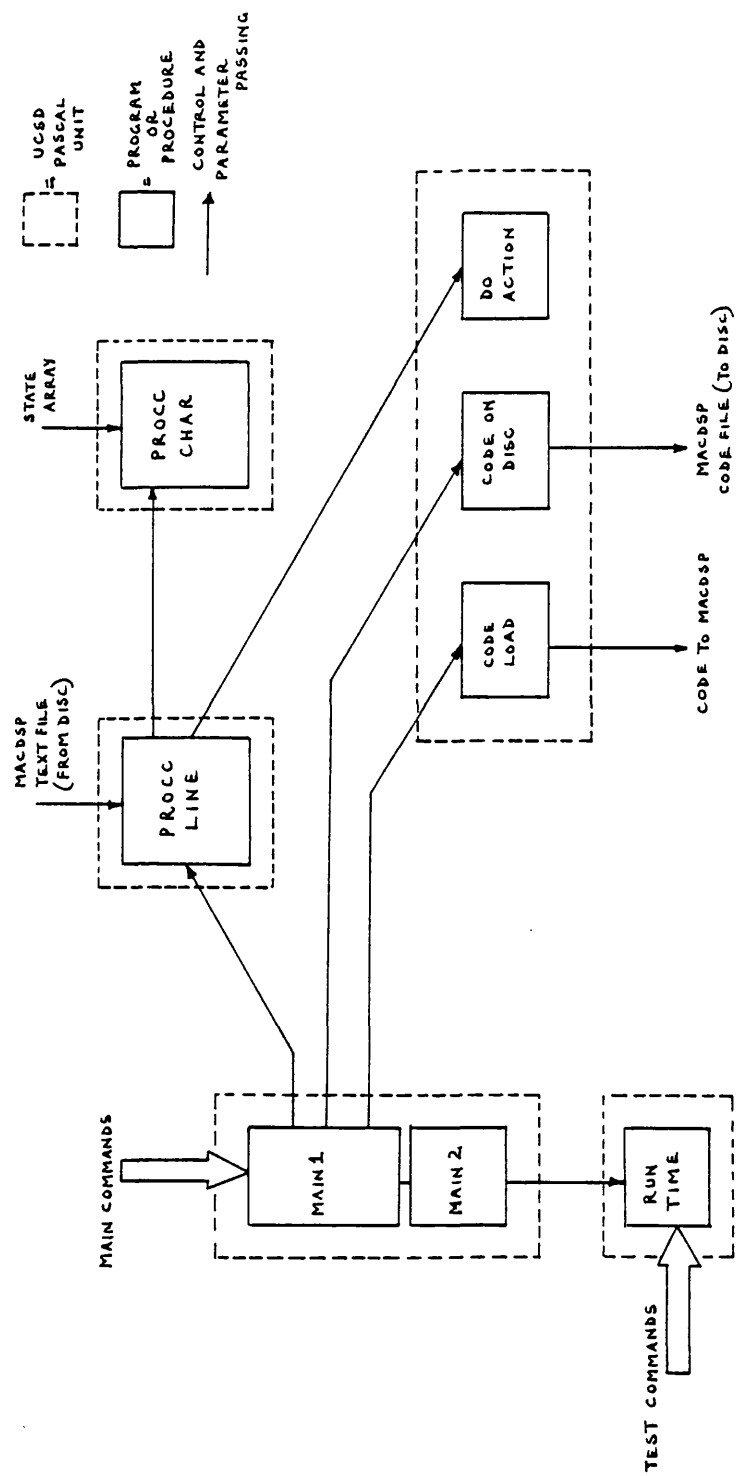 MAIN COMMANDS
MAIN 1
MAIN 2
TEST COMMANDS
RUN
TIME
MACDSP
TEXT FILE
(FROM DISC)
PROCC
LINE
STATE
ARRAY
PROCC
CHAR
CODE
LOAD
CODE ON
DISC
DO
ACTION
CODE TO MACDSP
MACDSP
CODE FILE (TO DISC)
= UCSD
PASCAL
UNIT
= PROGRAM
OR
PROCEDURE
CONTROL AND
PARAMETER
PASSING